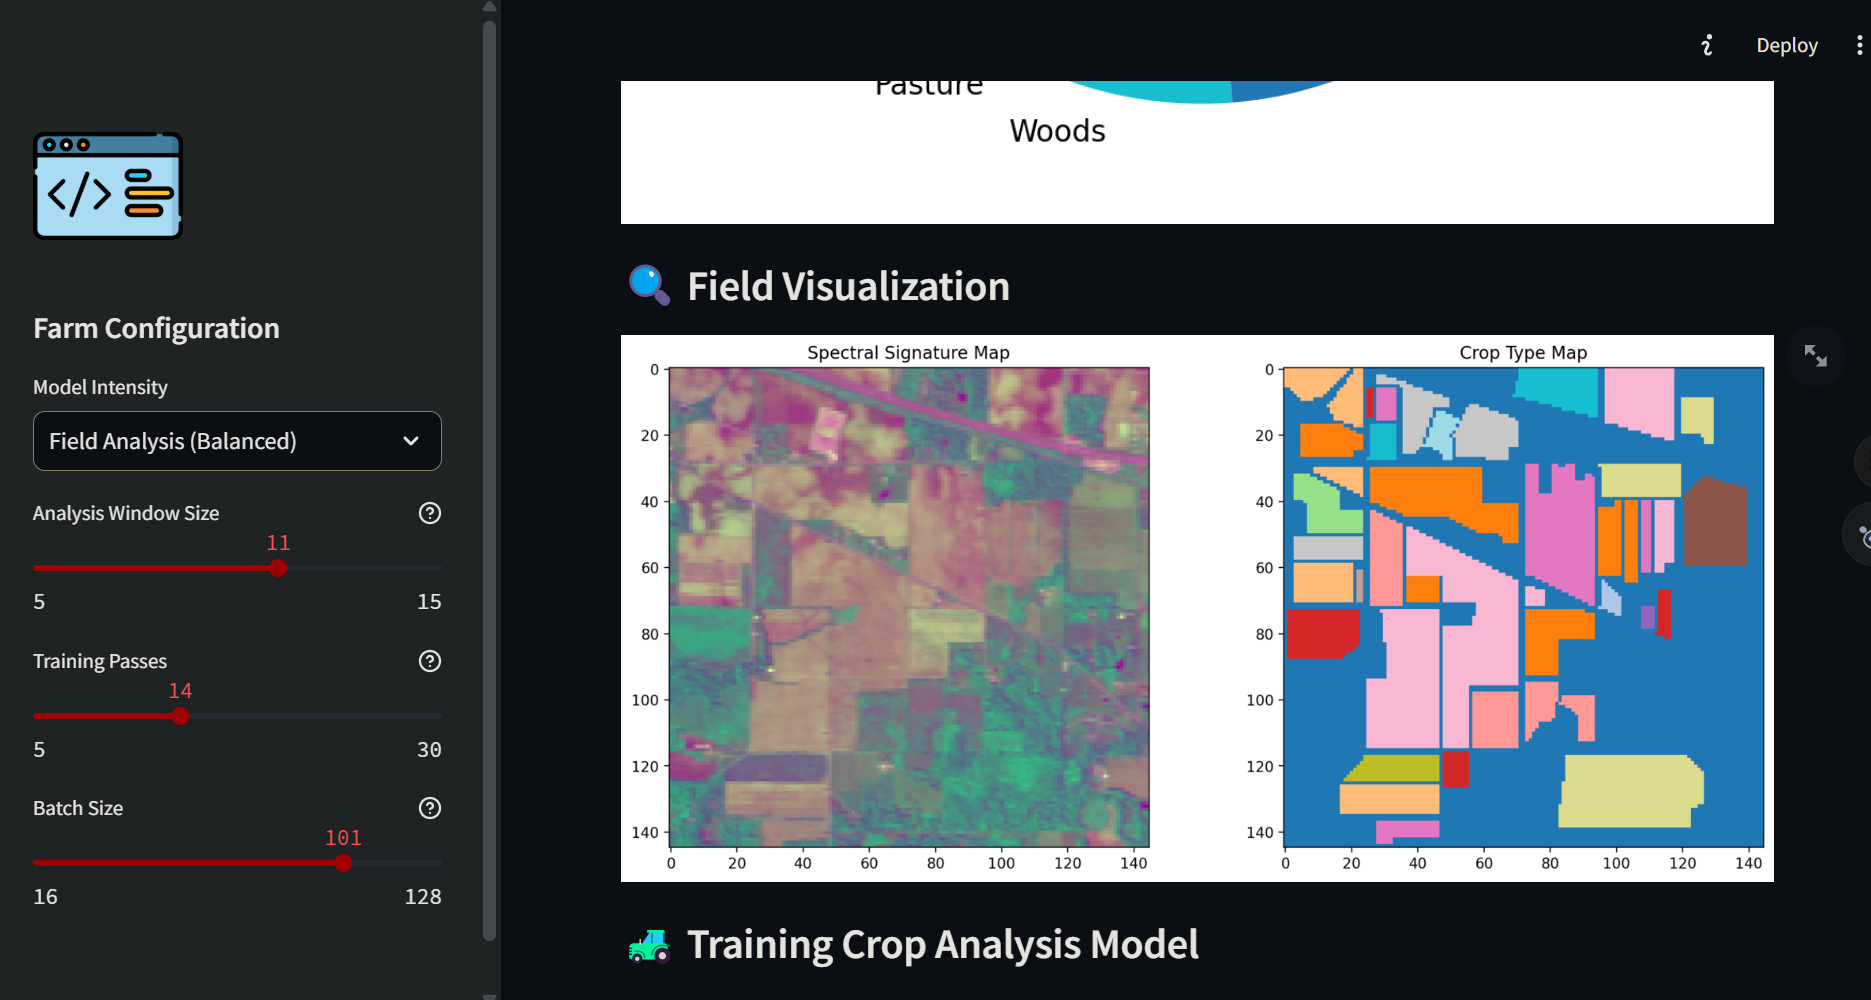 Deploy
Farm Configuration
Model Intensity
Field Analysis (Balanced)
Analysis Window Size
11
5 15
Training Passes
14
5 30
Batch Size
101
16 128
Pasture
Woods
Field Visualization
Spectral Signature Map
0
20
40
60
80
100
120
140
0 20 40 60 80 100 120 140
Crop Type Map
0
20
40
60
80
100
120
140
0 20 40 60 80 100 120 140
Training Crop Analysis Model